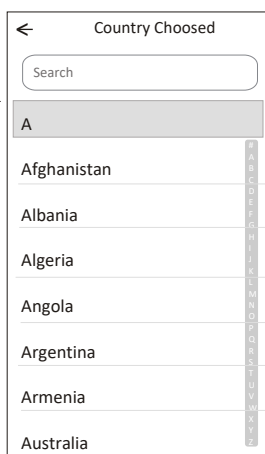 Country Choosed
Search
A
Afghanistan
Albania
Algeria
Angola
Argentina
Armenia
Australia
#
A
B
C
D
E
F
G
H
I
J
K
L
M
N
O
P
Q
R
S
T
U
V
W
X
Y
Z